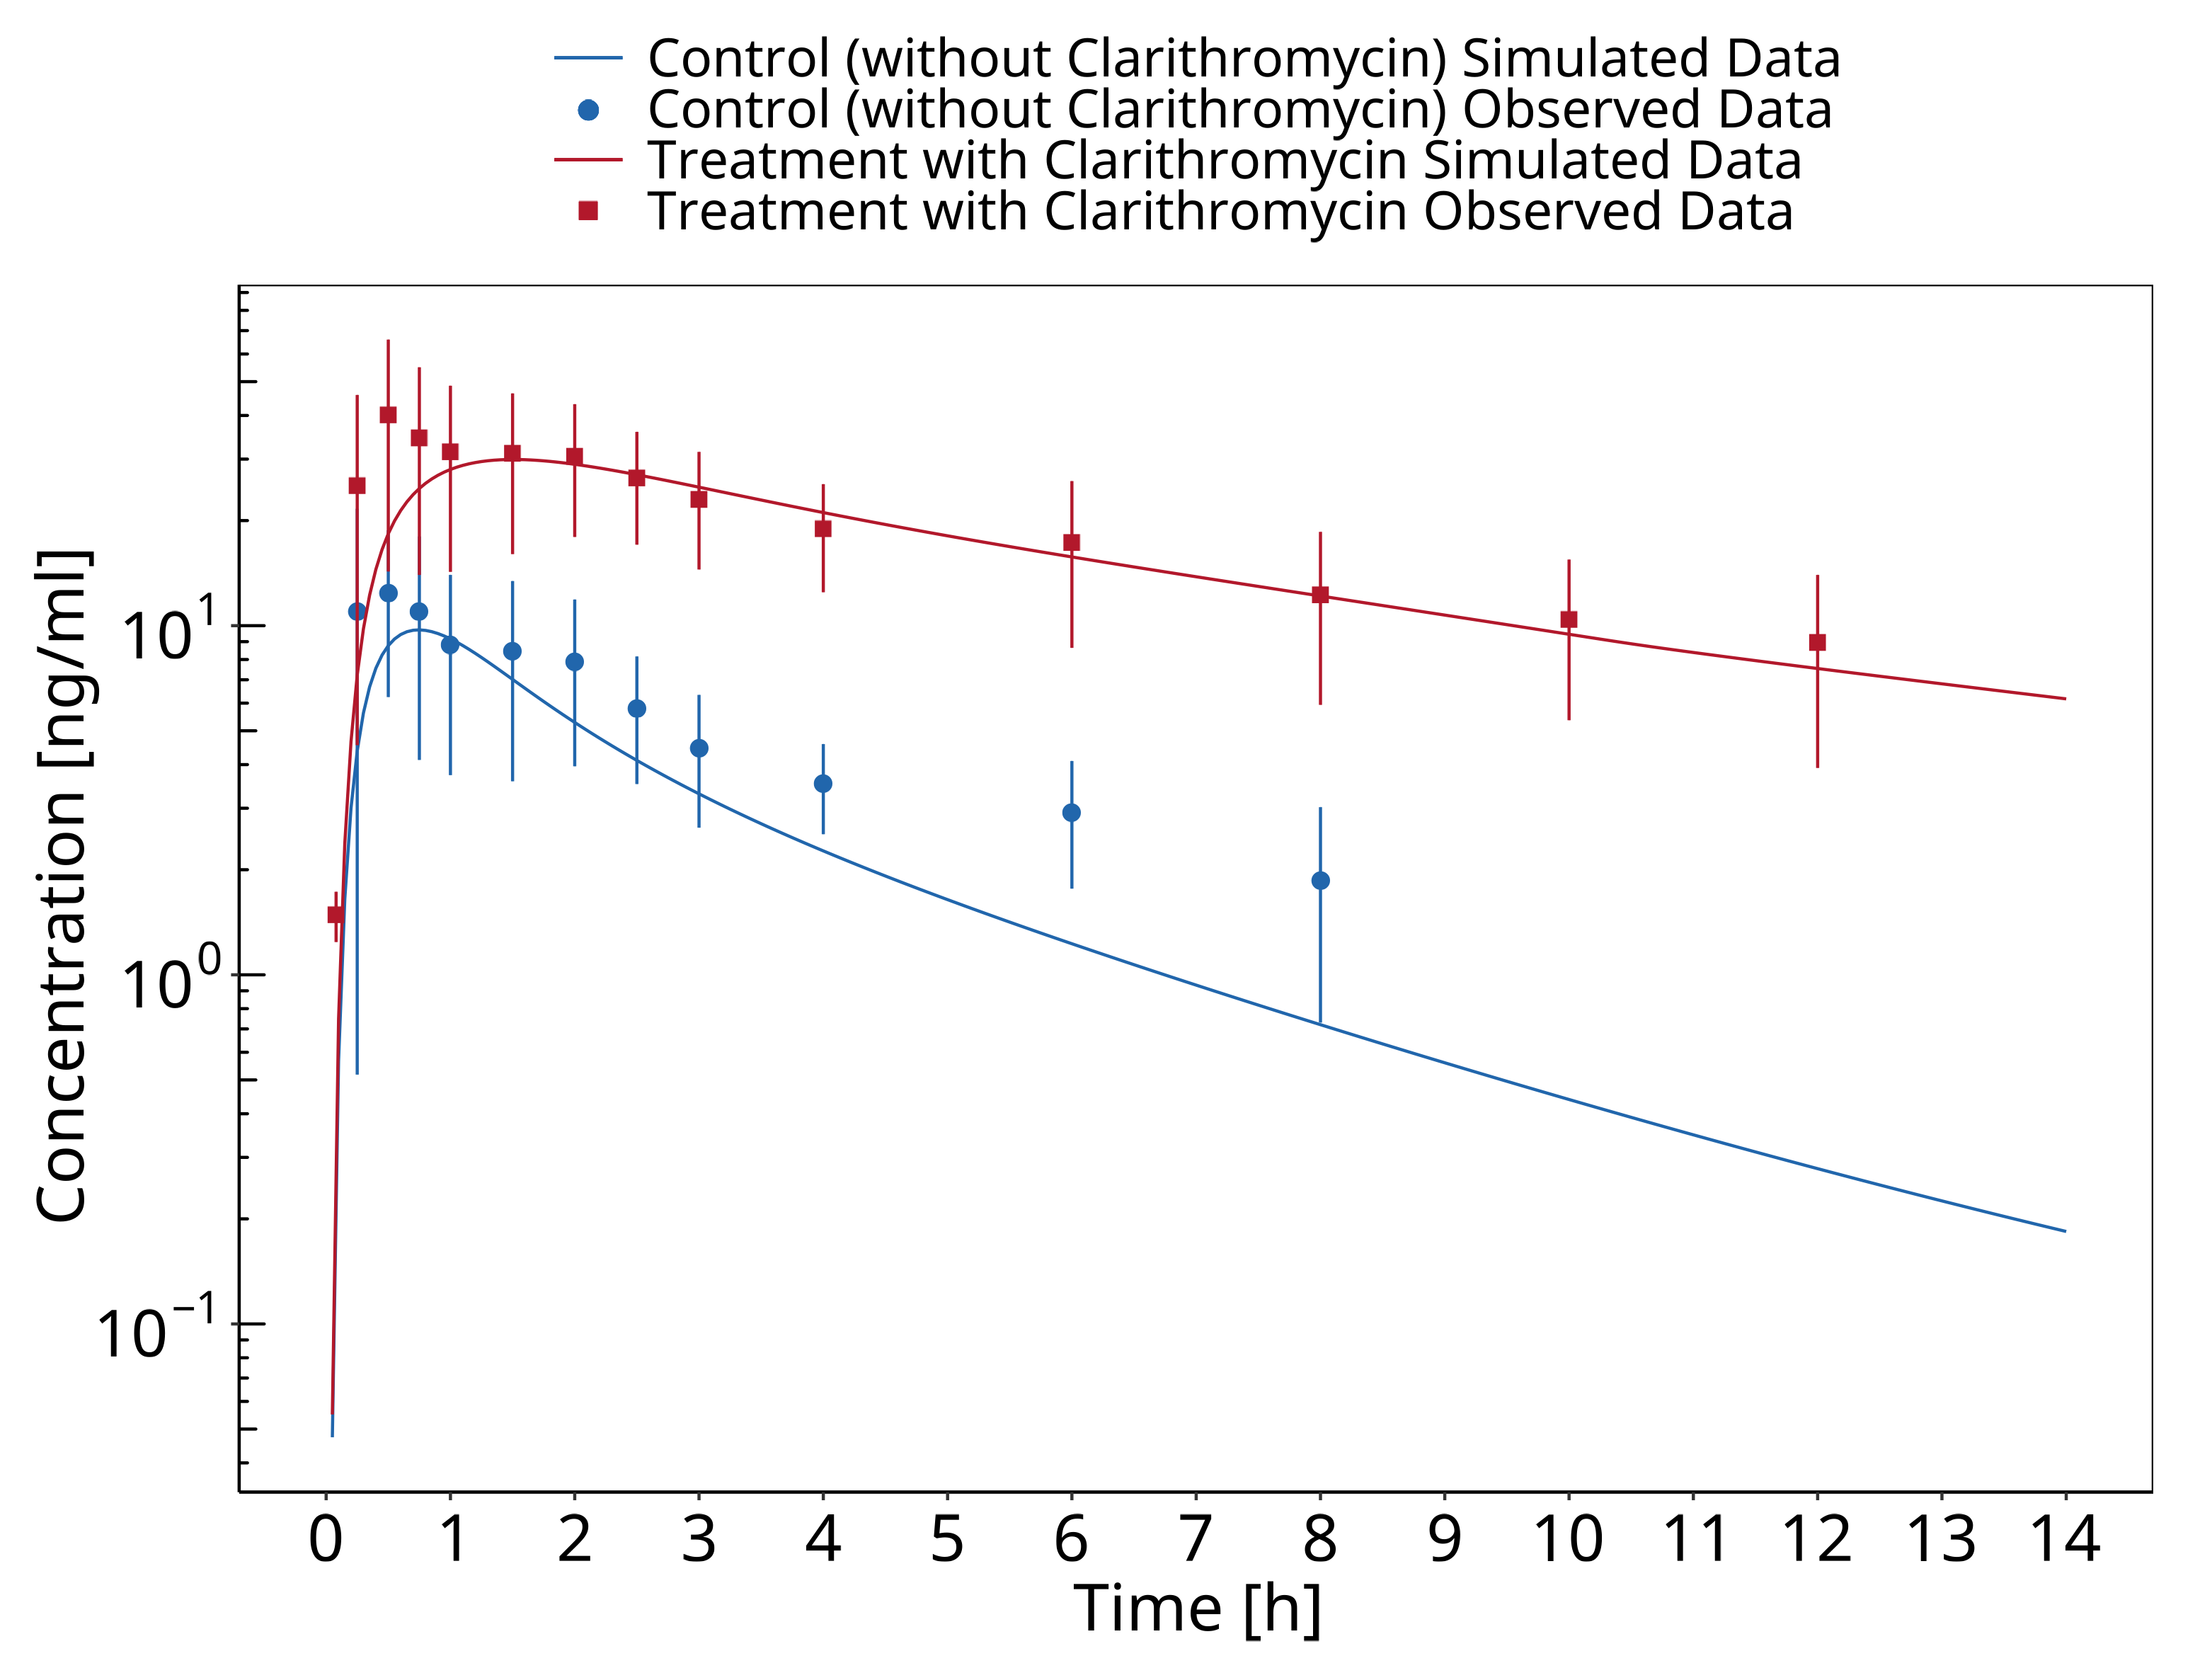 Control (without Clarithromycin) Simulated Data
Control (without Clarithromycin) Observed Data
Treatment with Clarithromycin Simulated Data
Treatment with Clarithromycin Observed Data
Concentration [ng/ml]
10^1
10^0
10^−1
0 1 2 3 4 5 6 7 8 9 10 11 12 13 14
Time [h]